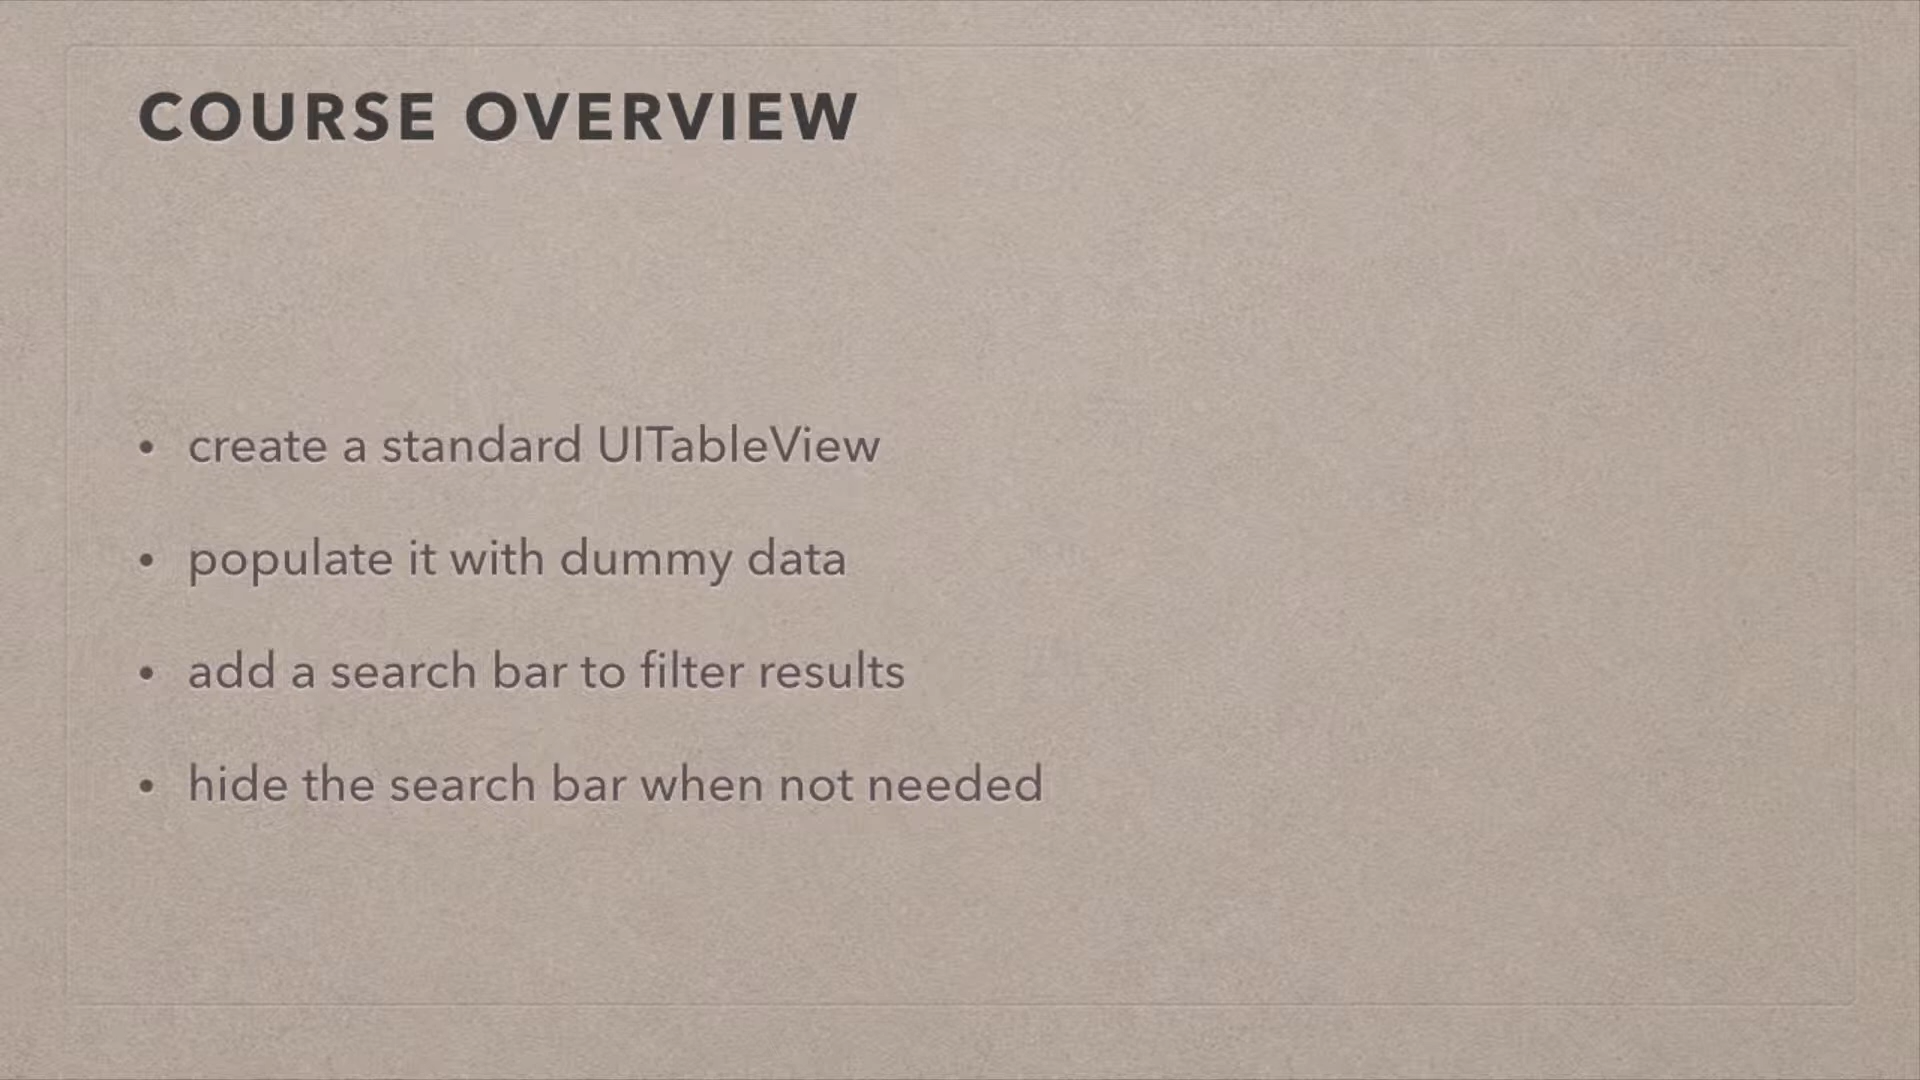 COURSE OVERVIEW
• create a standard UITableView
• populate it with dummy data
• add a search bar to filter results
• hide the search bar when not needed